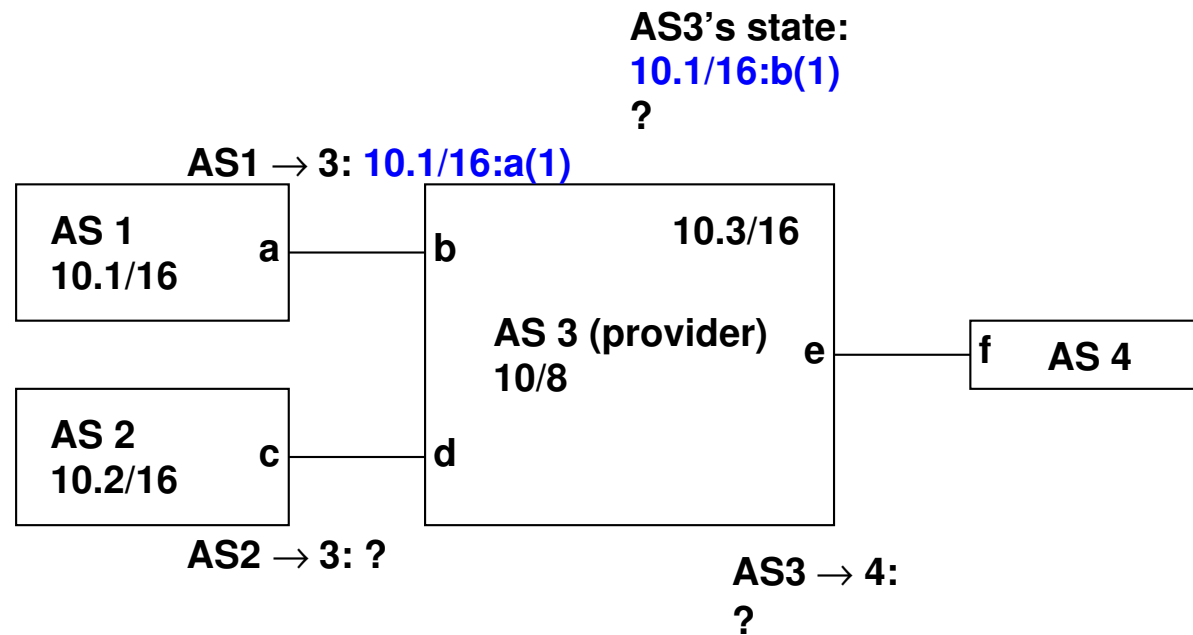 AS3’s state:
10.1/16:b(1)
?
AS1 → 3: 10.1/16:a(1)
AS 1
10.1/16
a
b
10.3/16
AS 3 (provider)
10/8
e
f
AS 4
AS 2
10.2/16
c
d
AS2 → 3: ?
AS3 → 4:
?